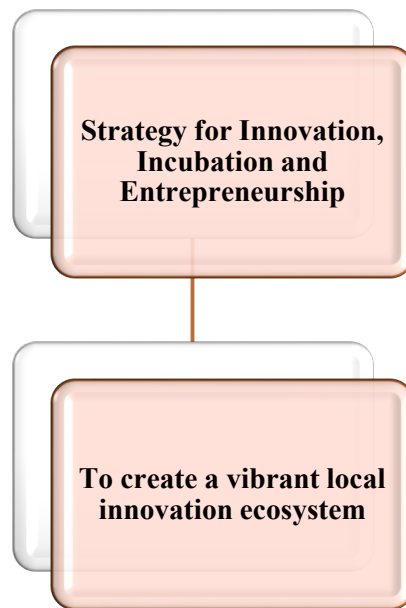 Strategy for Innovation,
Incubation and
Entrepreneurship
To create a vibrant local
innovation ecosystem